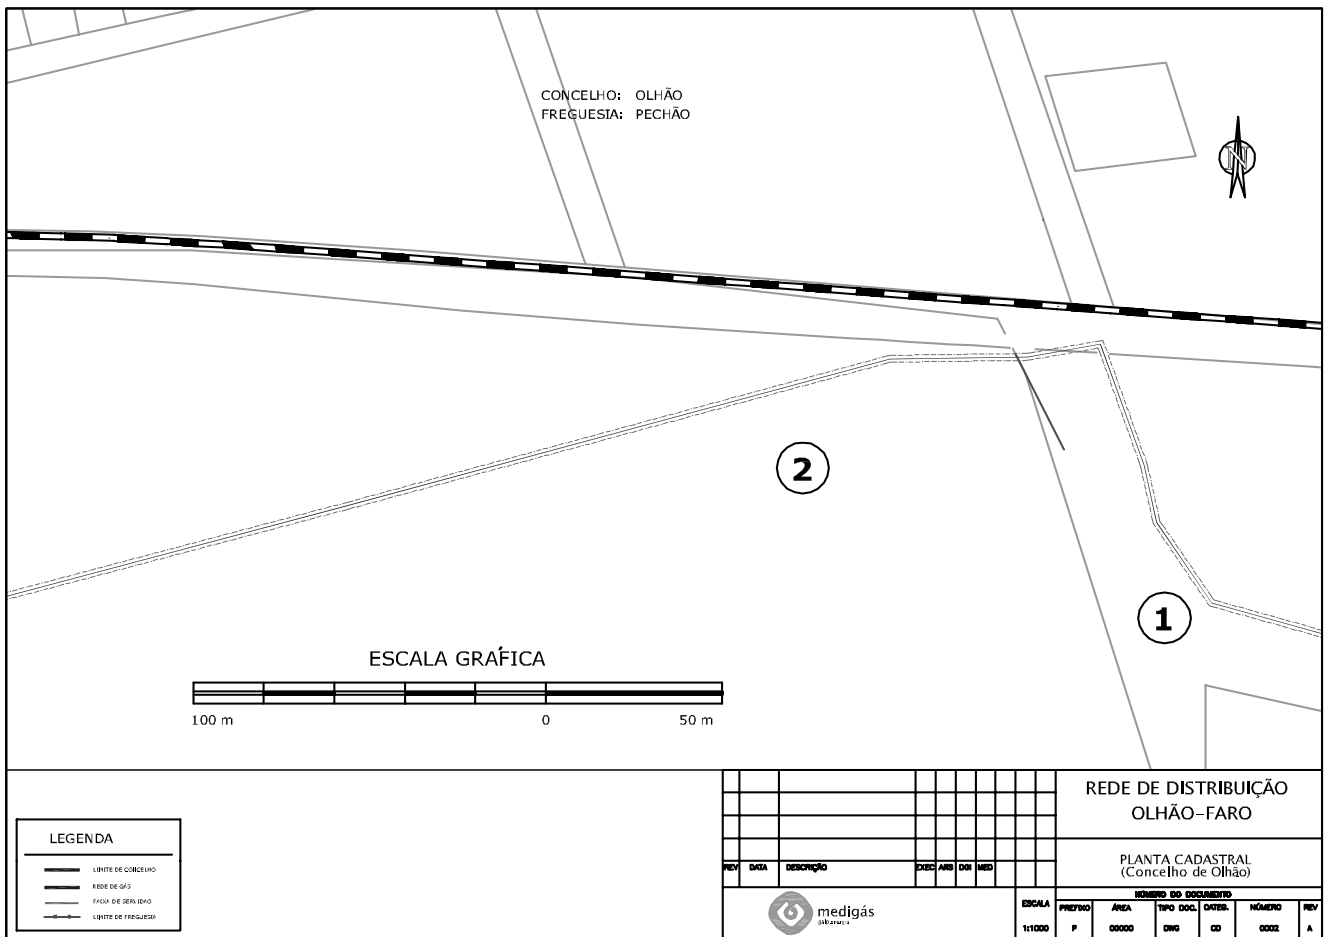 CONCELHO: OLHÃO
FREGUESIA: PECHÃO
N
2
1
ESCALA GRÁFICA
100 m 0 50 m
LEGENDA
LIMITE DE CONCELHO
REDE DE GÁS
FAIXA DE SERVIDÃO
LIMITE DE FREGUESIA
REV DATA DESCRIÇÃO EXEC ARS DGI MED
REDE DE DISTRIBUIÇÃO
OLHÃO-FARO
PLANTA CADASTRAL
(Concelho de Olhão)
medigás
galp energia
ESCALA
1:1000
NÚMERO DO DOCUMENTO
PREFIXO ÁREA TIPO DOC. CATEG. NÚMERO REV
P 00000 DWG CD 0002 A